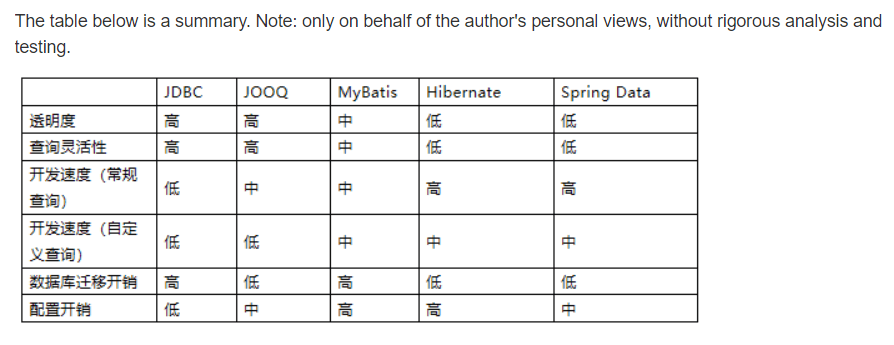 The table below is a summary. Note: only on behalf of the author's personal views, without rigorous analysis and
testing.
JDBC JOOQ MyBatis Hibernate Spring Data
透明度 高 高 中 低 低
查询灵活性 高 高 中 低 低
开发速度（常规
查询） 低 中 中 高 高
开发速度（自定
义查询） 低 低 中 中 中
数据库迁移开销 高 低 高 低 低
配置开销 低 中 高 高 中